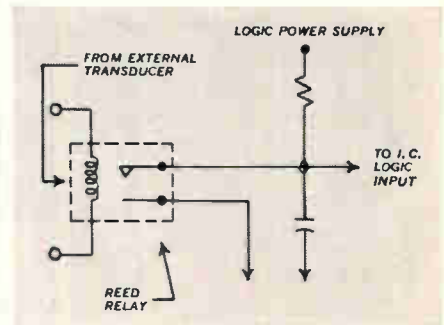 LOGIC POWER SUPPLY
FROM EXTERNAL
TRANSDUCER
TO I.C.
LOGIC
INPUT
REED
RELAY